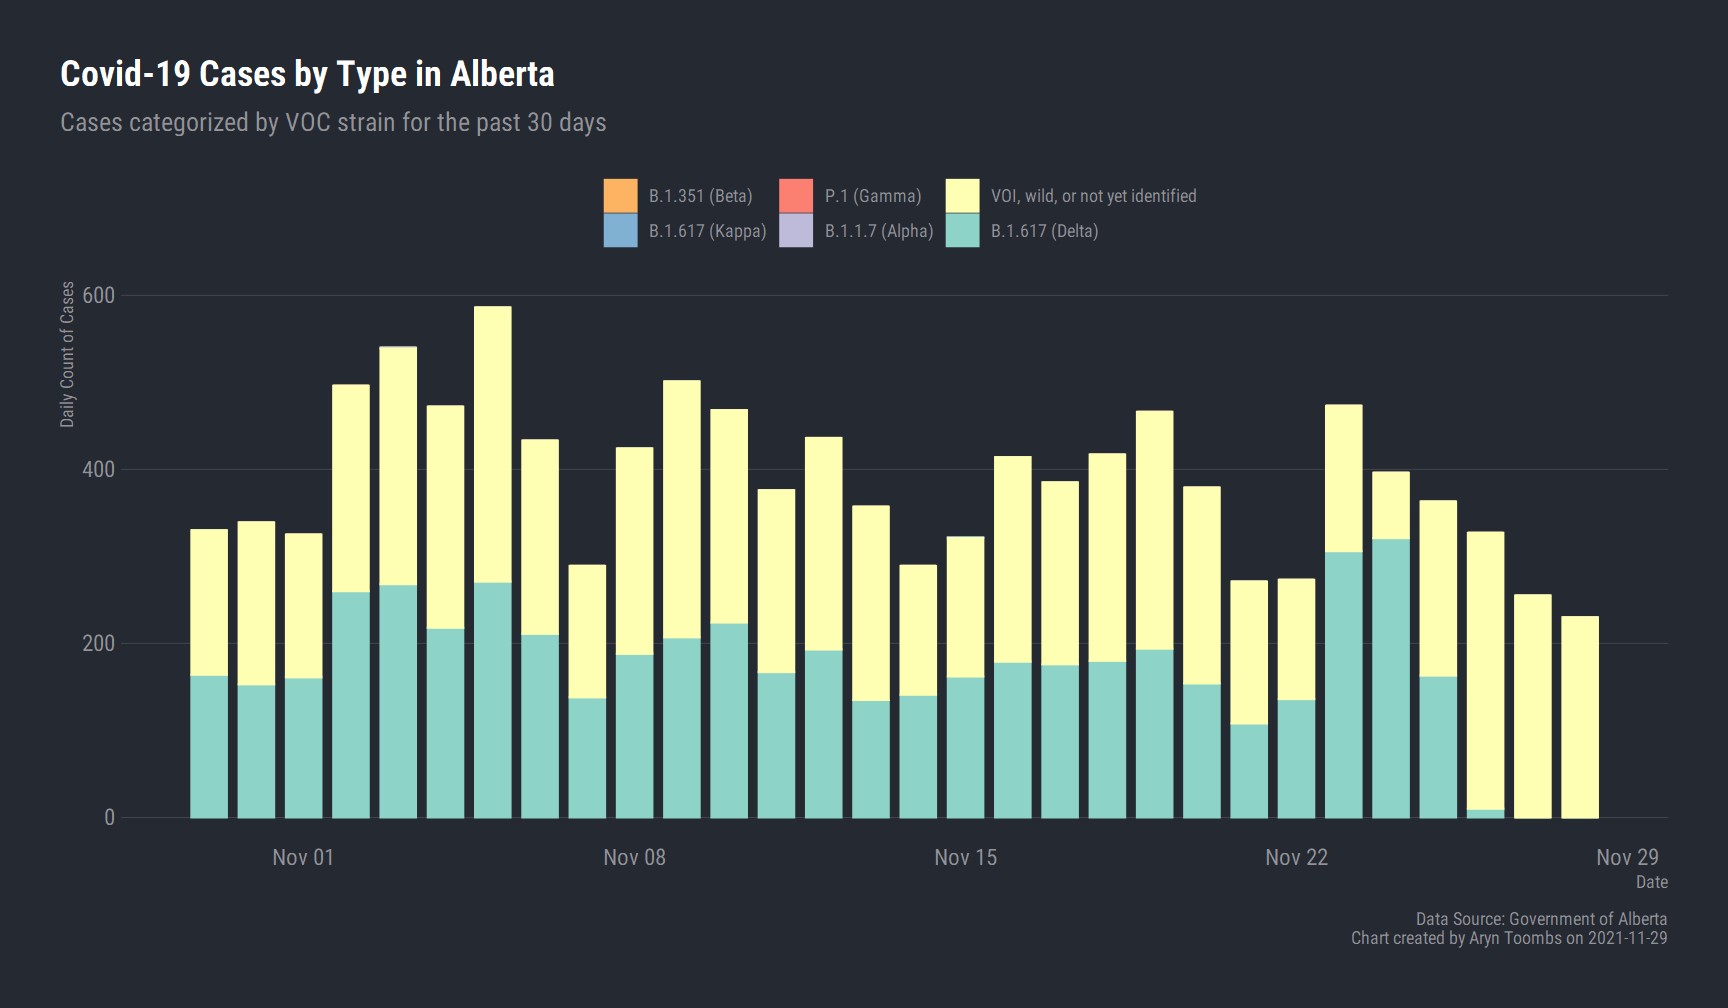 Covid-19 Cases by Type in Alberta
Cases categorized by VOC strain for the past 30 days
B.1.351 (Beta) P.1 (Gamma) VOI, wild, or not yet identified
B.1.617 (Kappa) B.1.1.7 (Alpha) B.1.617 (Delta)
Daily Count of Cases
600
400
200
0
Nov 01 Nov 08 Nov 15 Nov 22 Nov 29
Date
Data Source: Government of Alberta
Chart created by Aryn Toombs on 2021-11-29